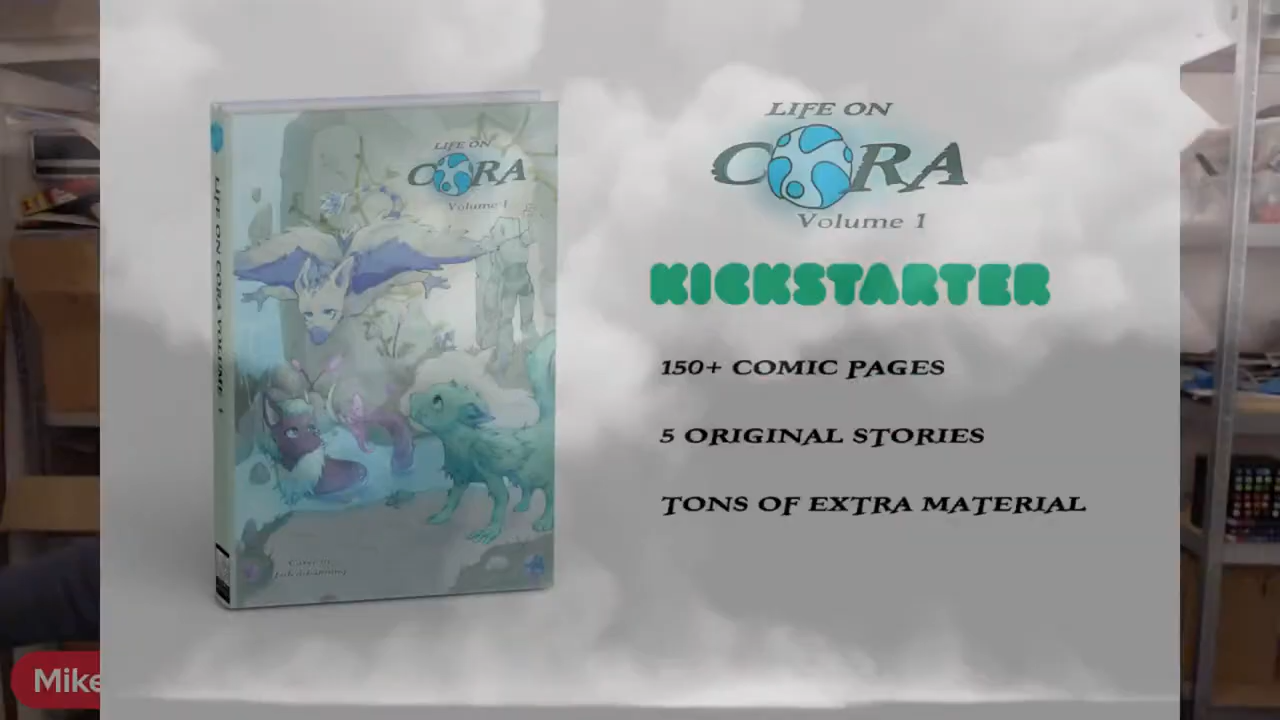 LIFE ON
CORA
Volume 1
LIFE ON CORA VOLUME 1
LIFE ON
CORA
Volume 1
KICKSTARTER
150+ COMIC PAGES
5 ORIGINAL STORIES
TONS OF EXTRA MATERIAL
Mike